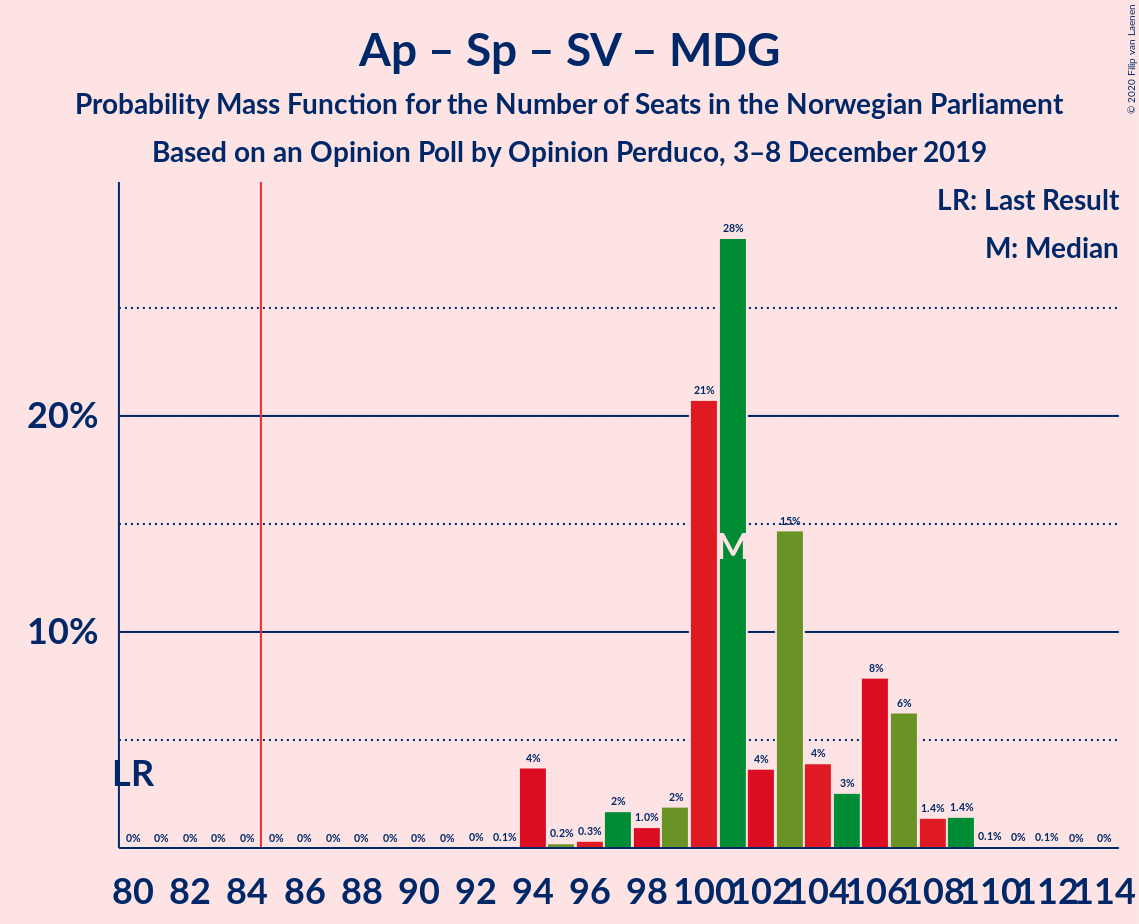 Ap – Sp – SV – MDG
Probability Mass Function for the Number of Seats in the Norwegian Parliament
Based on an Opinion Poll by Opinion Perduco, 3–8 December 2019
© 2020 Filip van Laenen
LR: Last Result
M: Median
28%
21%
20%
15%
M
10%
8%
6%
4% 4% 4%
LR
3%
2% 2% 1.4% 1.4%
1.0%
0% 0% 0% 0% 0% 0% 0% 0% 0% 0% 0% 0% 0% 0.1% 0.2% 0.3% 0.1% 0% 0.1% 0% 0%
80 82 84 86 88 90 92 94 96 98 100 102 104 106 108 110 112 114